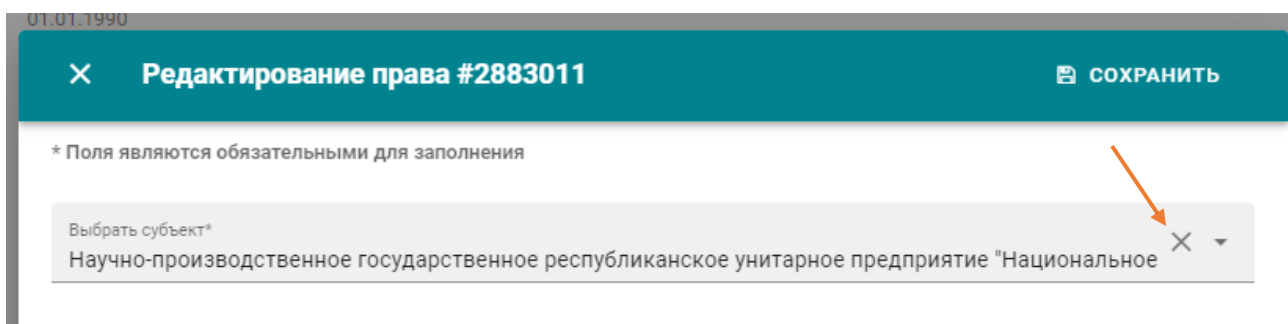 01.01.1990
Редактирование права #2883011
СОХРАНИТЬ
* Поля являются обязательными для заполнения
Выбрать субъект*
Научно-производственное государственное республиканское унитарное предприятие "Национальное